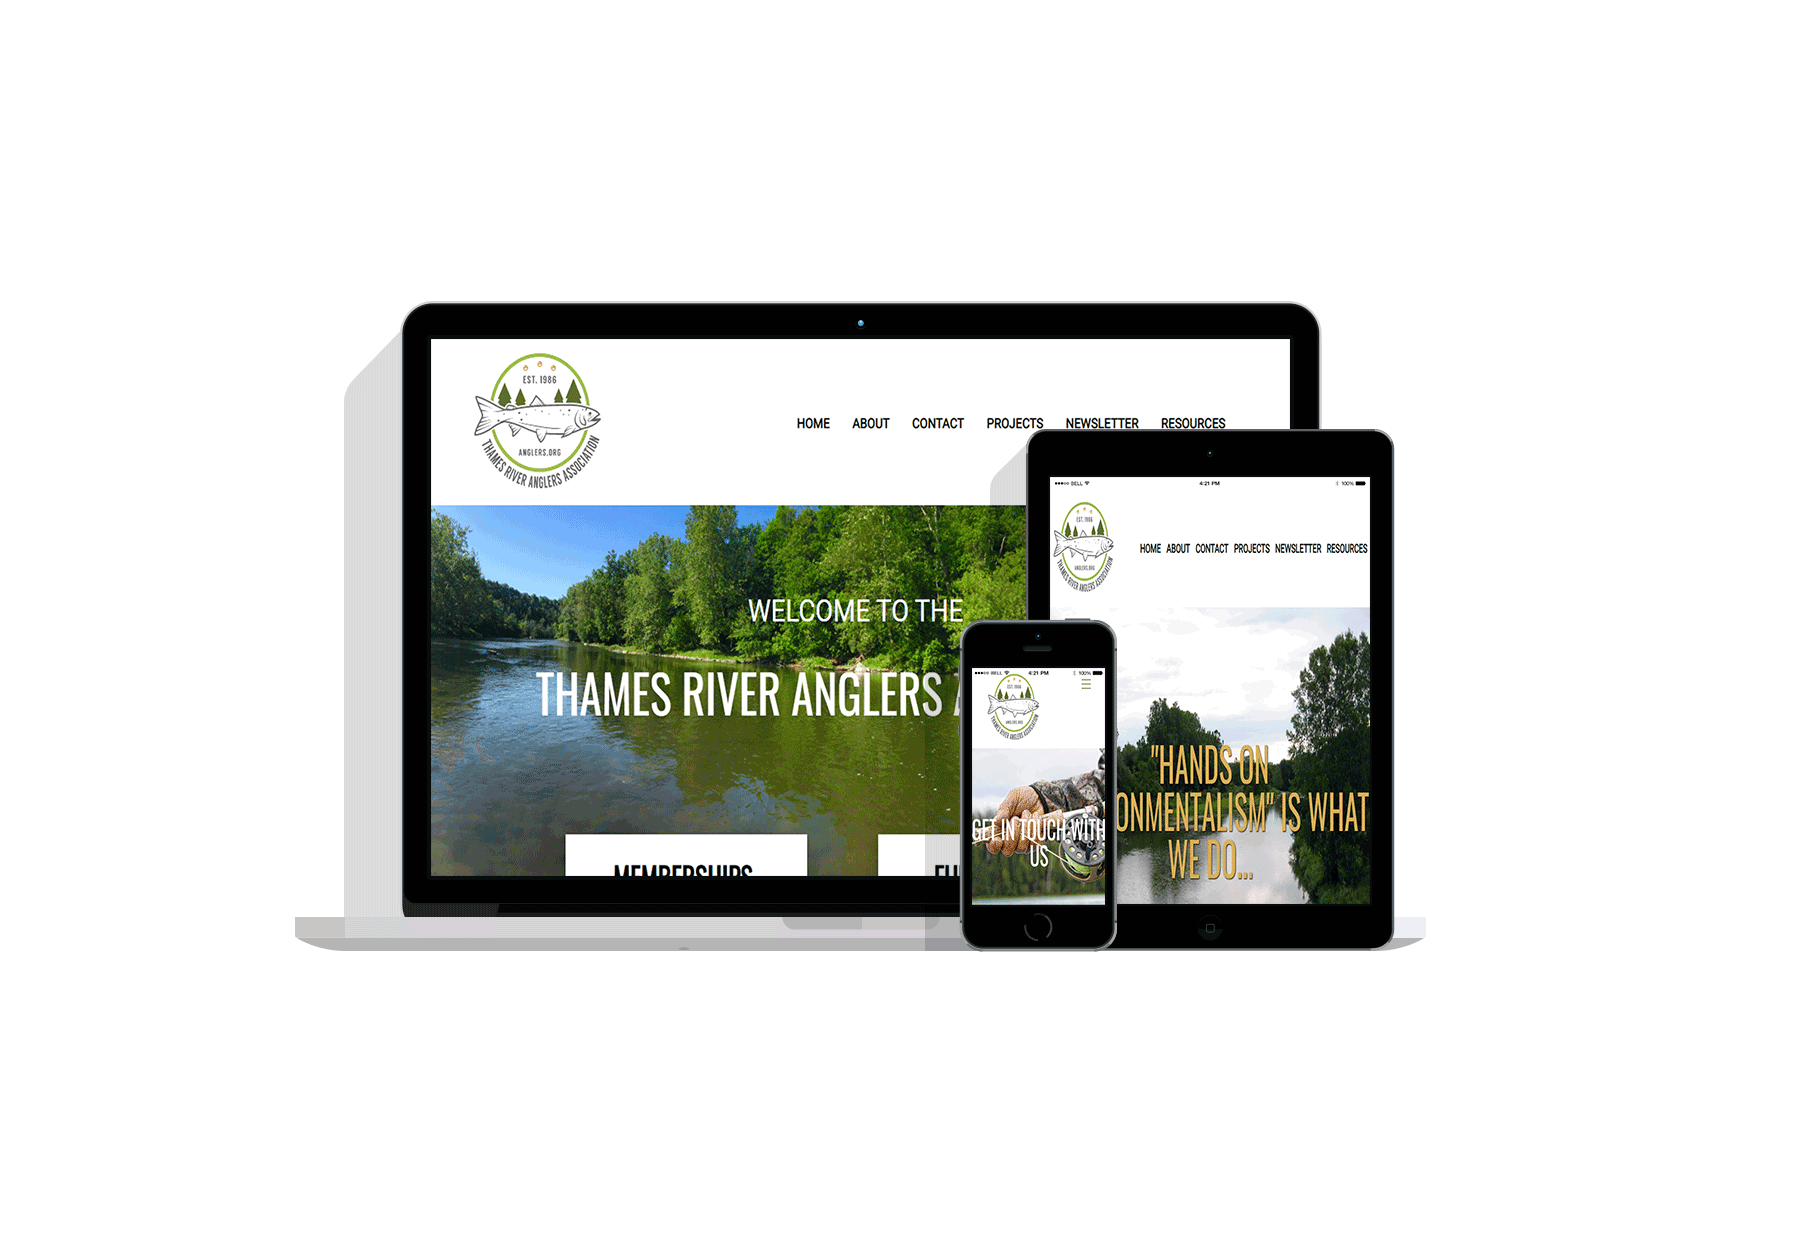 EST. 1986
ANGLERS.ORG
THAMES RIVER ANGLERS ASSOCIATION
HOME ABOUT CONTACT PROJECTS NEWSLETTER RESOURCES
WELCOME TO THE
THAMES RIVER ANGLERS
MEMBERSHIPS
BELL 4:21 PM 100%
EST. 1986
ANGLERS.ORG
THAMES RIVER ANGLERS ASSOCIATION
HOME ABOUT CONTACT PROJECTS NEWSLETTER RESOURCES
"HANDS ON
ONMENTALISM" IS WHAT
WE DO...
BELL 4:21 PM 100%
EST. 1986
ANGLERS.ORG
THAMES RIVER ANGLERS ASSOCIATION
GET IN TOUCH WITH
US